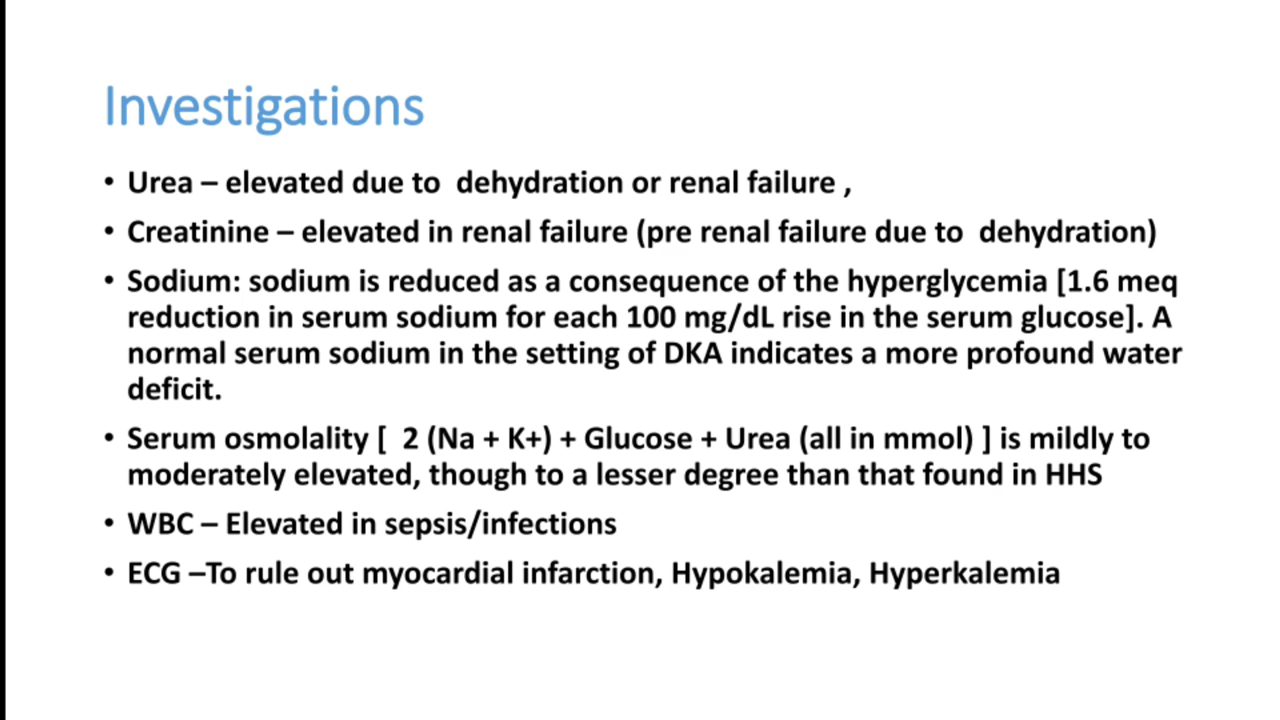 Investigations
• Urea – elevated due to  dehydration or renal failure ,
• Creatinine – elevated in renal failure (pre renal failure due to  dehydration)
• Sodium: sodium is reduced as a consequence of the hyperglycemia [1.6 meq
reduction in serum sodium for each 100 mg/dL rise in the serum glucose]. A
normal serum sodium in the setting of DKA indicates a more profound water
deficit.
• Serum osmolality [  2 (Na + K+) + Glucose + Urea (all in mmol) ] is mildly to
moderately elevated, though to a lesser degree than that found in HHS
• WBC – Elevated in sepsis/infections
• ECG –To rule out myocardial infarction, Hypokalemia, Hyperkalemia